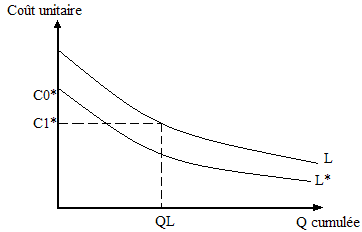 Coût unitaire
C0*
C1*
L
L*
QL
Q cumulée